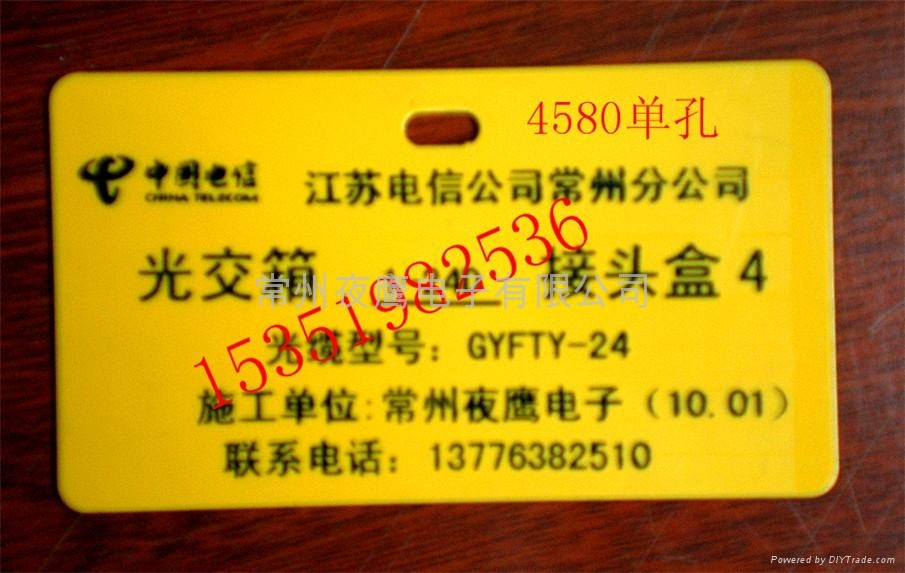 4580单孔
中国电信
CHINA TELECOM
江苏电信公司常州分公司
光交箱 接头盒 4
常州夜鹰电子有限公司
15351982536
光缆型号：GYFTY-24
施工单位:常州夜鹰电子（10.01）
联系电话：13776382510
Powered by DIYTrade.com